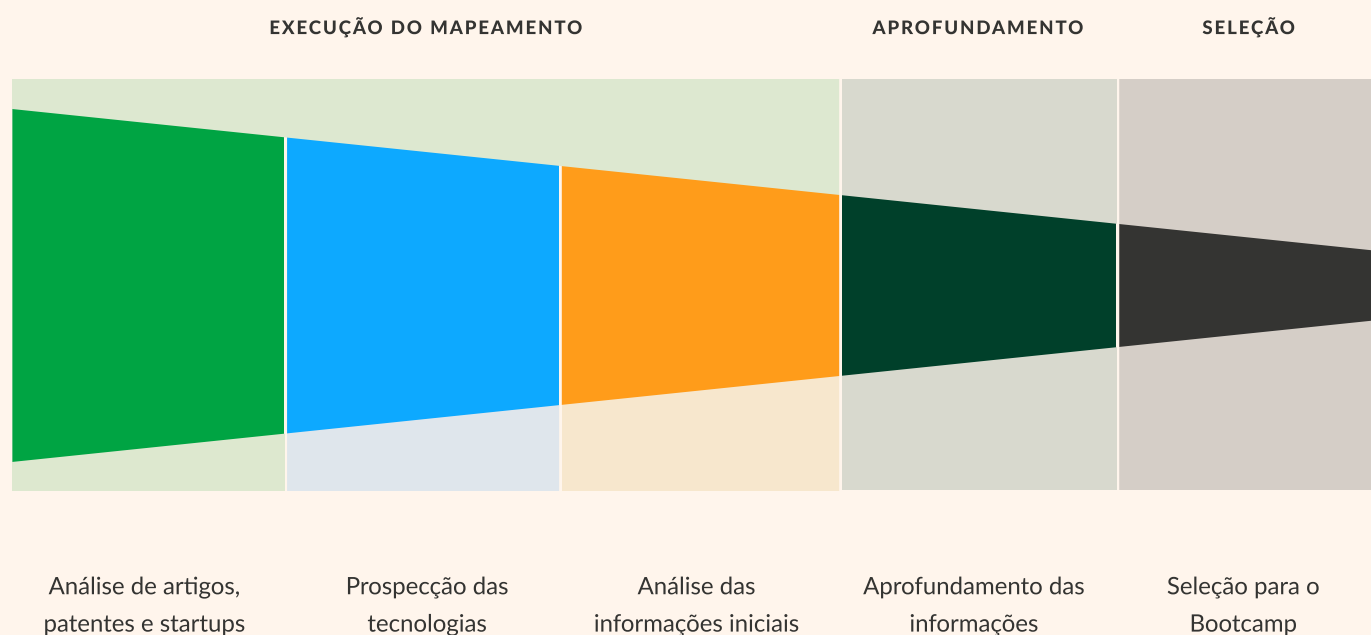 EXECUÇÃO DO MAPEAMENTO
APROFUNDAMENTO
SELEÇÃO
Análise de artigos,
patentes e startups
Prospecção das
tecnologias
Análise das
informações iniciais
Aprofundamento das
informações
Seleção para o
Bootcamp